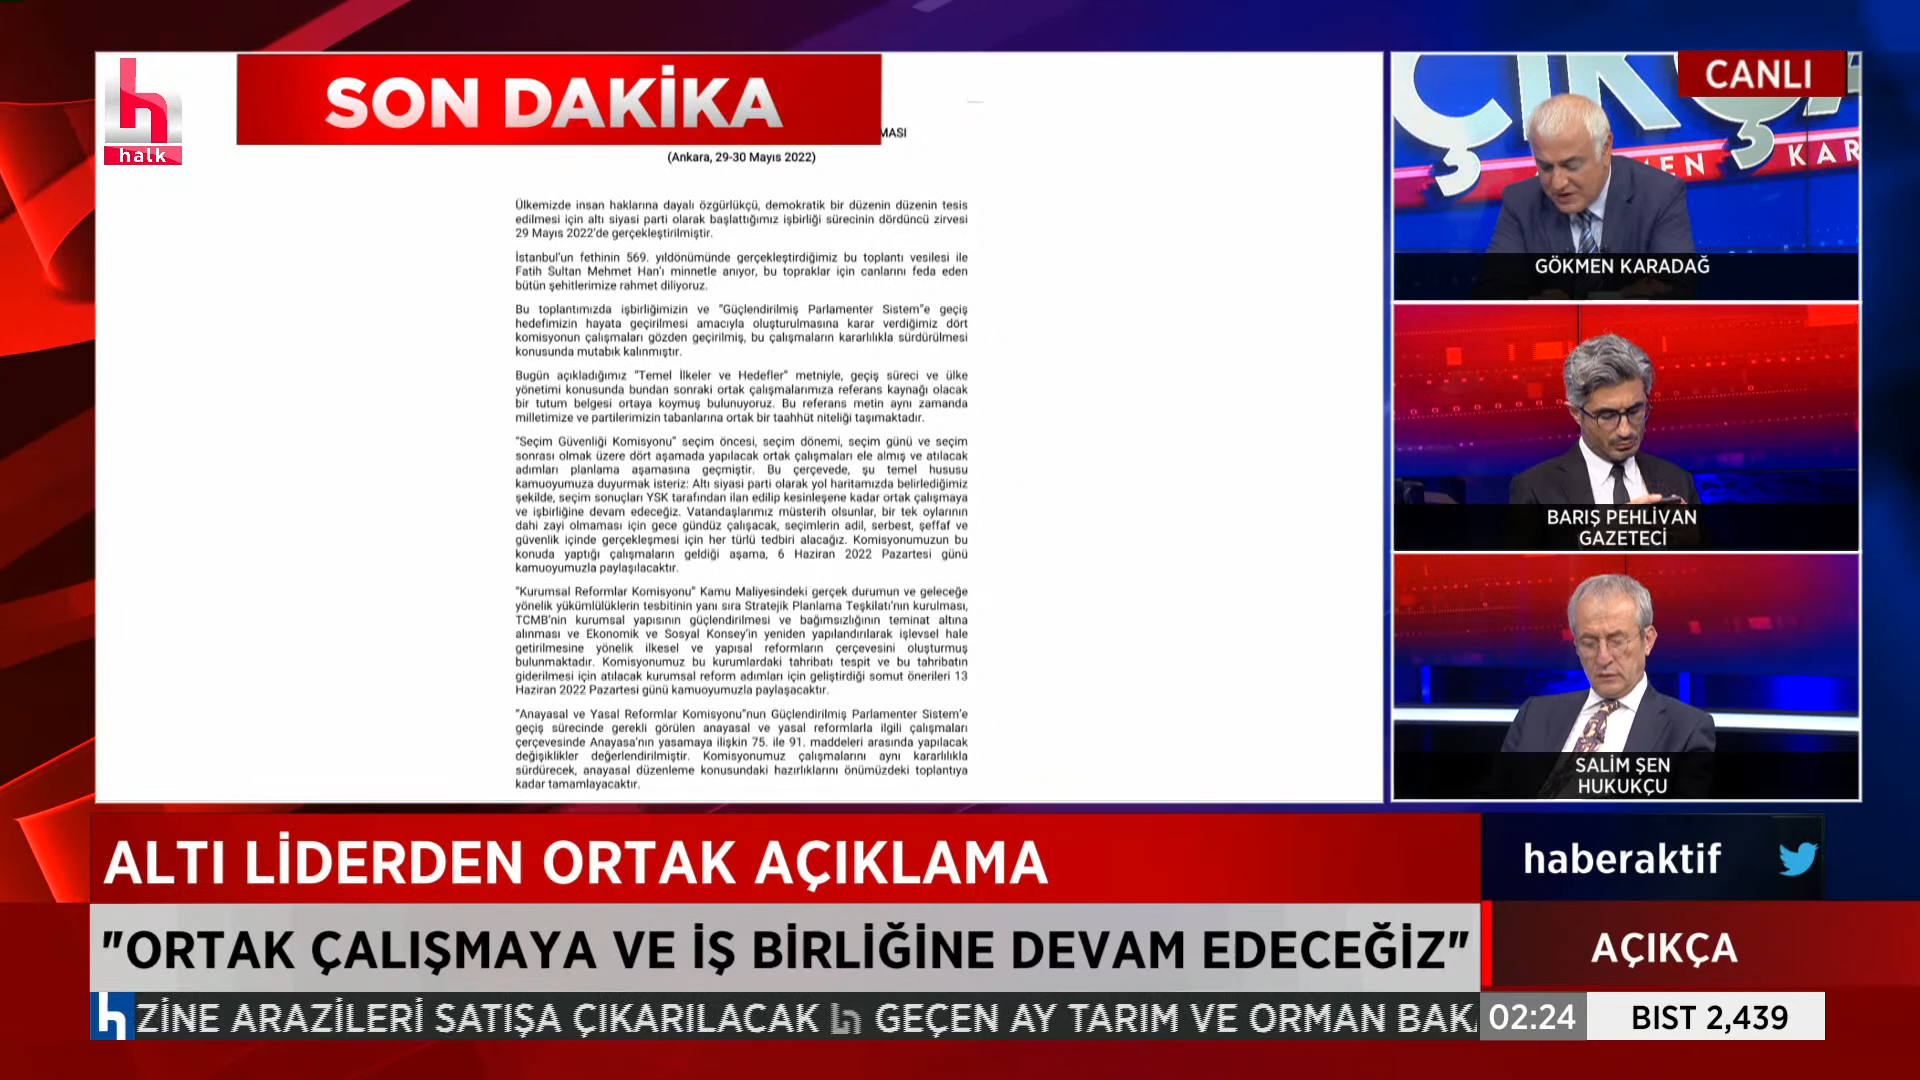 halk
SON DAKİKA
MASI
(Ankara, 29-30 Mayıs 2022)
Ülkemizde insan haklarına dayalı özgürlükçü, demokratik bir düzenin düzenin tesis
edilmesi için altı siyasi parti olarak başlattığımız işbirliği sürecinin dördüncü zirvesi
29 Mayıs 2022'de gerçekleştirilmiştir.
İstanbul'un fethinin 569. yıldönümünde gerçekleştirdiğimiz bu toplantı vesilesi ile
Fatih Sultan Mehmet Han'ı minnetle anıyor, bu topraklar için canlarını feda eden
bütün şehitlerimize rahmet diliyoruz.
Bu toplantımızda işbirliğimizin ve "Güçlendirilmiş Parlamenter Sistem"e geçiş
hedefimizin hayata geçirilmesi amacıyla oluşturulmasına karar verdiğimiz dört
komisyonun çalışmaları gözden geçirilmiş, bu çalışmaların kararlılıkla sürdürülmesi
konusunda mutabık kalınmıştır.
Bugün açıkladığımız "Temel İlkeler ve Hedefler" metniyle, geçiş süreci ve ülke
yönetimi konusunda bundan sonraki ortak çalışmalarımıza referans kaynağı olacak
bir tutum belgesi ortaya koymuş bulunuyoruz. Bu referans metin aynı zamanda
milletimize ve partilerimizin tabanlarına ortak bir taahhüt niteliği taşımaktadır.
"Seçim Güvenliği Komisyonu" seçim öncesi, seçim dönemi, seçim günü ve seçim
sonrası olmak üzere dört aşamada yapılacak ortak çalışmaları ele almış ve atılacak
adımları planlama aşamasına geçmiştir. Bu çerçevede, şu temel hususu
kamuoyumuza duyurmak isteriz: Altı siyasi parti olarak yol haritamızda belirlediğimiz
şekilde, seçim sonuçları YSK tarafından ilan edilip kesinleşene kadar ortak çalışmaya
ve işbirliğine devam edeceğiz. Vatandaşlarımız müsterih olsunlar, bir tek oylarının
dahi zayi olmaması için gece gündüz çalışacak, seçimlerin adil, serbest, şeffaf ve
güvenlik içinde gerçekleşmesi için her türlü tedbiri alacağız. Komisyonumuzun bu
konuda yaptığı çalışmaların geldiği aşama, 6 Haziran 2022 Pazartesi günü
kamuoyumuzla paylaşılacaktır.
"Kurumsal Reformlar Komisyonu" Kamu Maliyesindeki gerçek durumun ve geleceğe
yönelik yükümlülüklerin tesbitinin yanı sıra Stratejik Planlama Teşkilatı'nın kurulması,
TCMB'nin kurumsal yapısının güçlendirilmesi ve bağımsızlığının teminat altına
alınması ve Ekonomik ve Sosyal Konsey'in yeniden yapılandırılarak işlevsel hale
getirilmesine yönelik ilkesel ve yapısal reformların çerçevesini oluşturmuş
bulunmaktadır. Komisyonumuz bu kurumlardaki tahribatı tespit ve bu tahribatın
giderilmesi için atılacak kurumsal reform adımları için geliştirdiği somut önerileri 13
Haziran 2022 Pazartesi günü kamuoyumuzla paylaşacaktır.
"Anayasal ve Yasal Reformlar Komisyonu"nun Güçlendirilmiş Parlamenter Sistem'e
geçiş sürecinde gerekli görülen anayasal ve yasal reformlarla ilgili çalışmaları
çerçevesinde Anayasa'nın yasamaya ilişkin 75. ile 91. maddeleri arasında yapılacak
değişiklikler değerlendirilmiştir. Komisyonumuz çalışmalarını aynı kararlılıkla
sürdürecek, anayasal düzenleme konusundaki hazırlıklarını önümüzdeki toplantıya
kadar tamamlayacaktır.
CANLI
GÖKMEN KARADAĞ
BARIŞ PEHLİVAN
GAZETECİ
SALİM ŞEN
HUKUKÇU
ALTI LİDERDEN ORTAK AÇIKLAMA
haberaktif
"ORTAK ÇALIŞMAYA VE İŞ BİRLİĞİNE DEVAM EDECEĞİZ"
AÇIKÇA
ZİNE ARAZİLERİ SATIŞA ÇIKARILACAK GEÇEN AY TARIM VE ORMAN BAKA
02:24
BIST 2,439